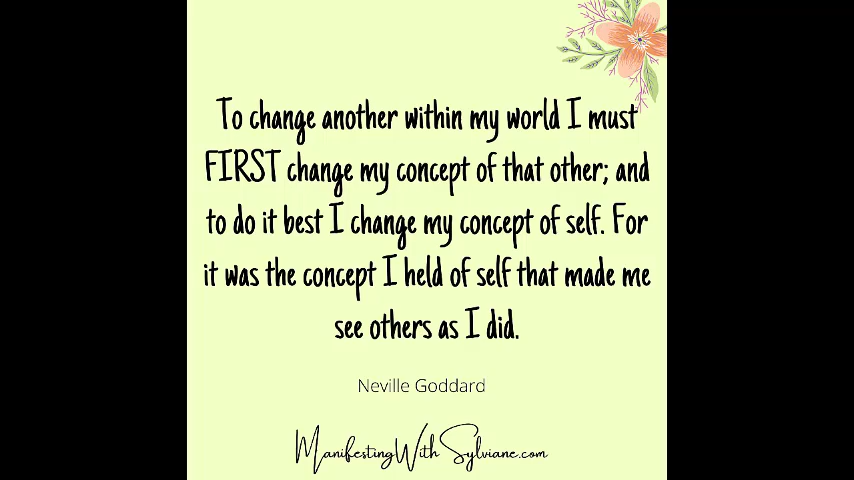 To change another within my world I must
FIRST change my concept of that other; and
to do it best I change my concept of self. For
it was the concept I held of self that made me
see others as I did.
Neville Goddard
ManifestingWithSylviane.com